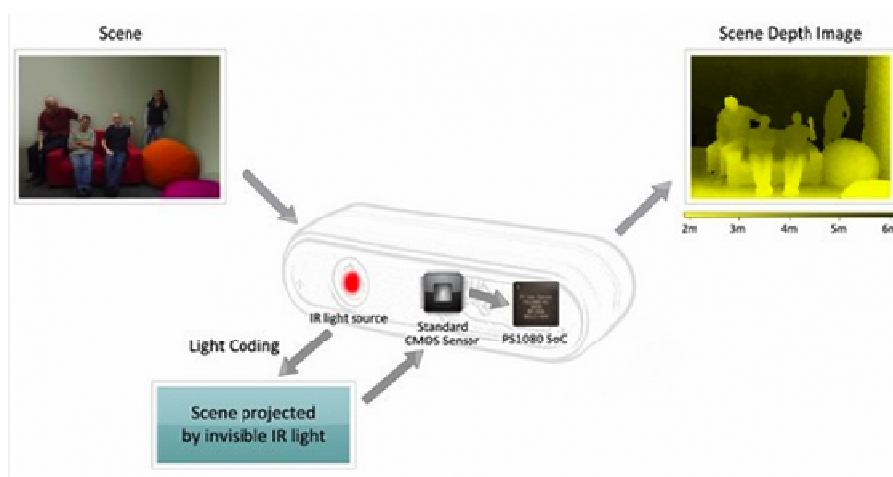 Scene
Scene Depth Image
2m 3m 4m 5m 6m
IR light source
Standard
CMOS Sensor
PS1080 SoC
Light Coding
Scene projected
by invisible IR light